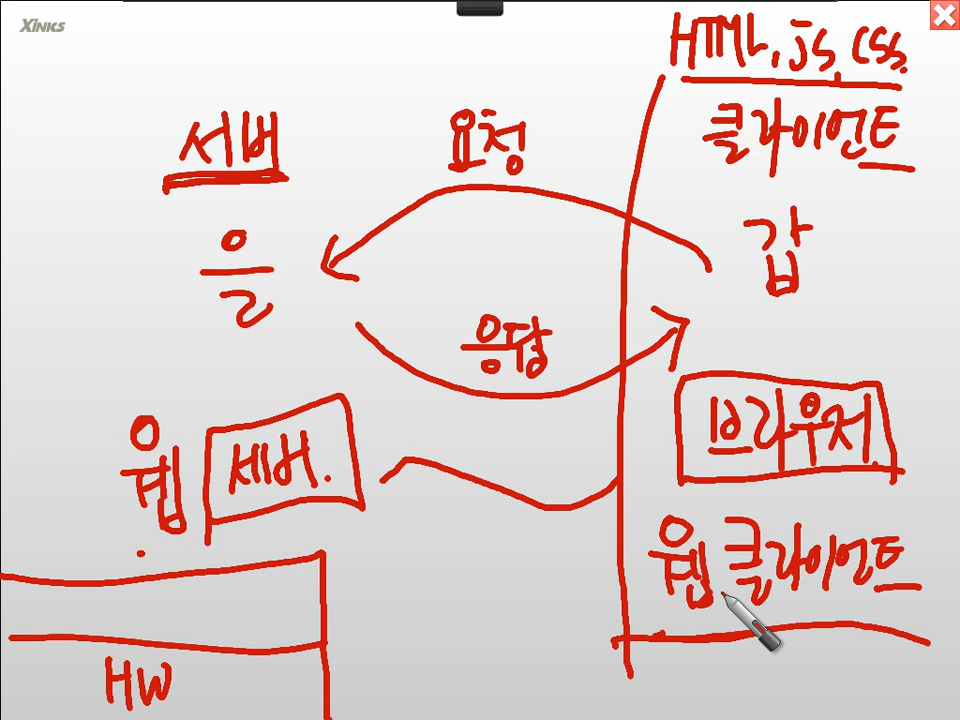 XINKS
HTML, js, css.
서버 요청 클라이언트
을 갑
응답
웹 서버. 브라우저
웹 클라이언트
HW